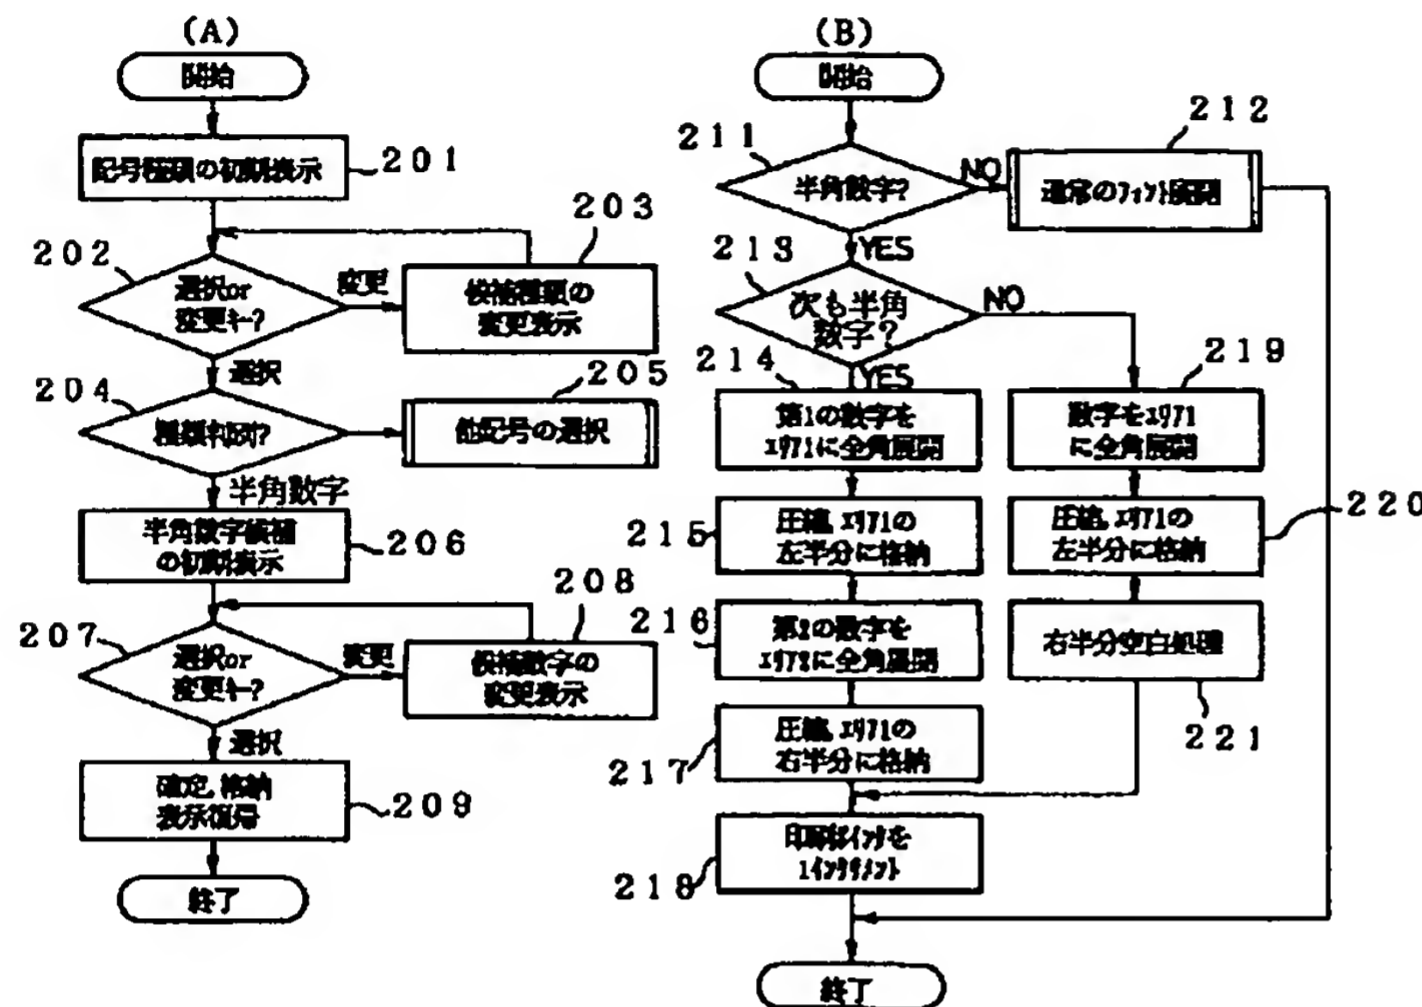 (A)
開始
記号種類の初期表示
201
202
選択or
変更キー?
変更
203
候補種類の
変更表示
選択
204
種類判別?
205
他記号の選択
半角数字
半角数字候補
の初期表示
206
207
選択or
変更キー?
変更
208
候補数字の
変更表示
選択
確定,格納
表示復帰
209
終了
(B)
開始
211
半角数字?
NO
212
通常のフォント展開
YES
213
次も半角
数字?
NO
YES
214
第1の数字を
エリア1に全角展開
215
圧縮,エリア1の
左半分に格納
216
第2の数字を
エリア2に全角展開
217
圧縮,エリア1の
右半分に格納
218
印刷ポインタを
1インクリメント
219
数字をエリア1
に全角展開
圧縮,エリア1の
左半分に格納
220
右半分空白処理
221
終了